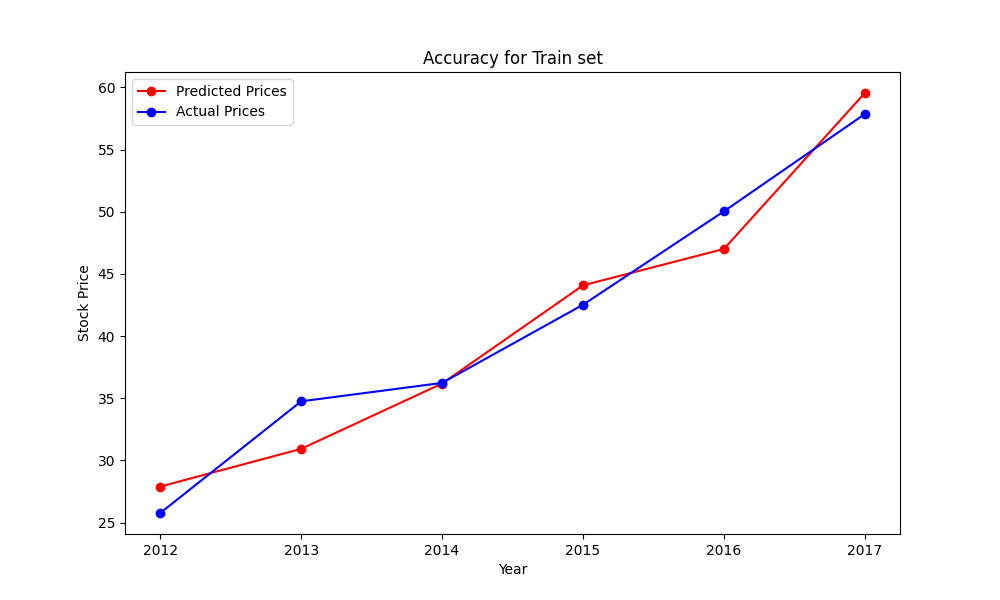 Accuracy for Train set
Predicted Prices
Actual Prices
60
55
50
45
40
35
30
25
Stock Price
2012 2013 2014 2015 2016 2017
Year